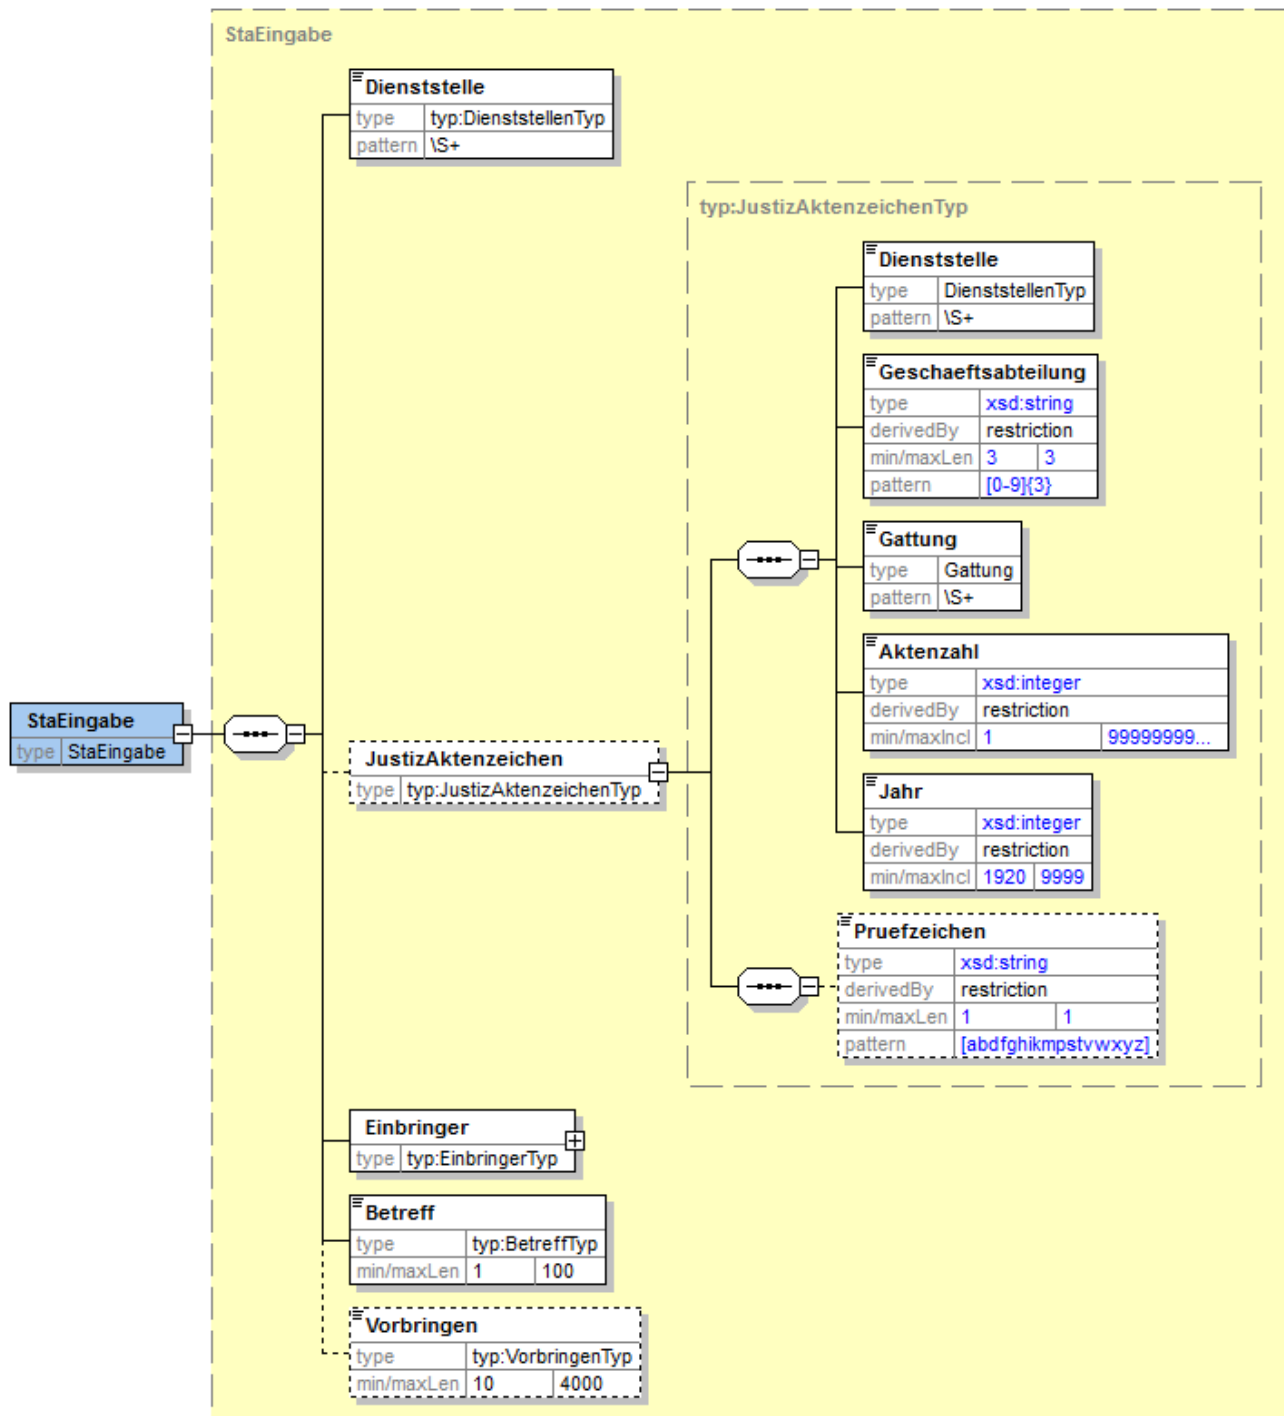 StaEingabe
Dienststelle
type typ:DienststellenTyp
pattern \S+
typ:JustizAktenzeichenTyp
Dienststelle
type DienststellenTyp
pattern \S+
Geschaeftsabteilung
type xsd:string
derivedBy restriction
min/maxLen 3 3
pattern [0-9]{3}
Gattung
type Gattung
pattern \S+
Aktenzahl
type xsd:integer
derivedBy restriction
min/maxIncl 1 99999999...
StaEingabe
type StaEingabe
JustizAktenzeichen
type typ:JustizAktenzeichenTyp
Jahr
type xsd:integer
derivedBy restriction
min/maxIncl 1920 9999
Pruefzeichen
type xsd:string
derivedBy restriction
min/maxLen 1 1
pattern [abdfghikmpstvwxyz]
Einbringer
type typ:EinbringerTyp
Betreff
type typ:BetreffTyp
min/maxLen 1 100
Vorbringen
type typ:VorbringenTyp
min/maxLen 10 4000